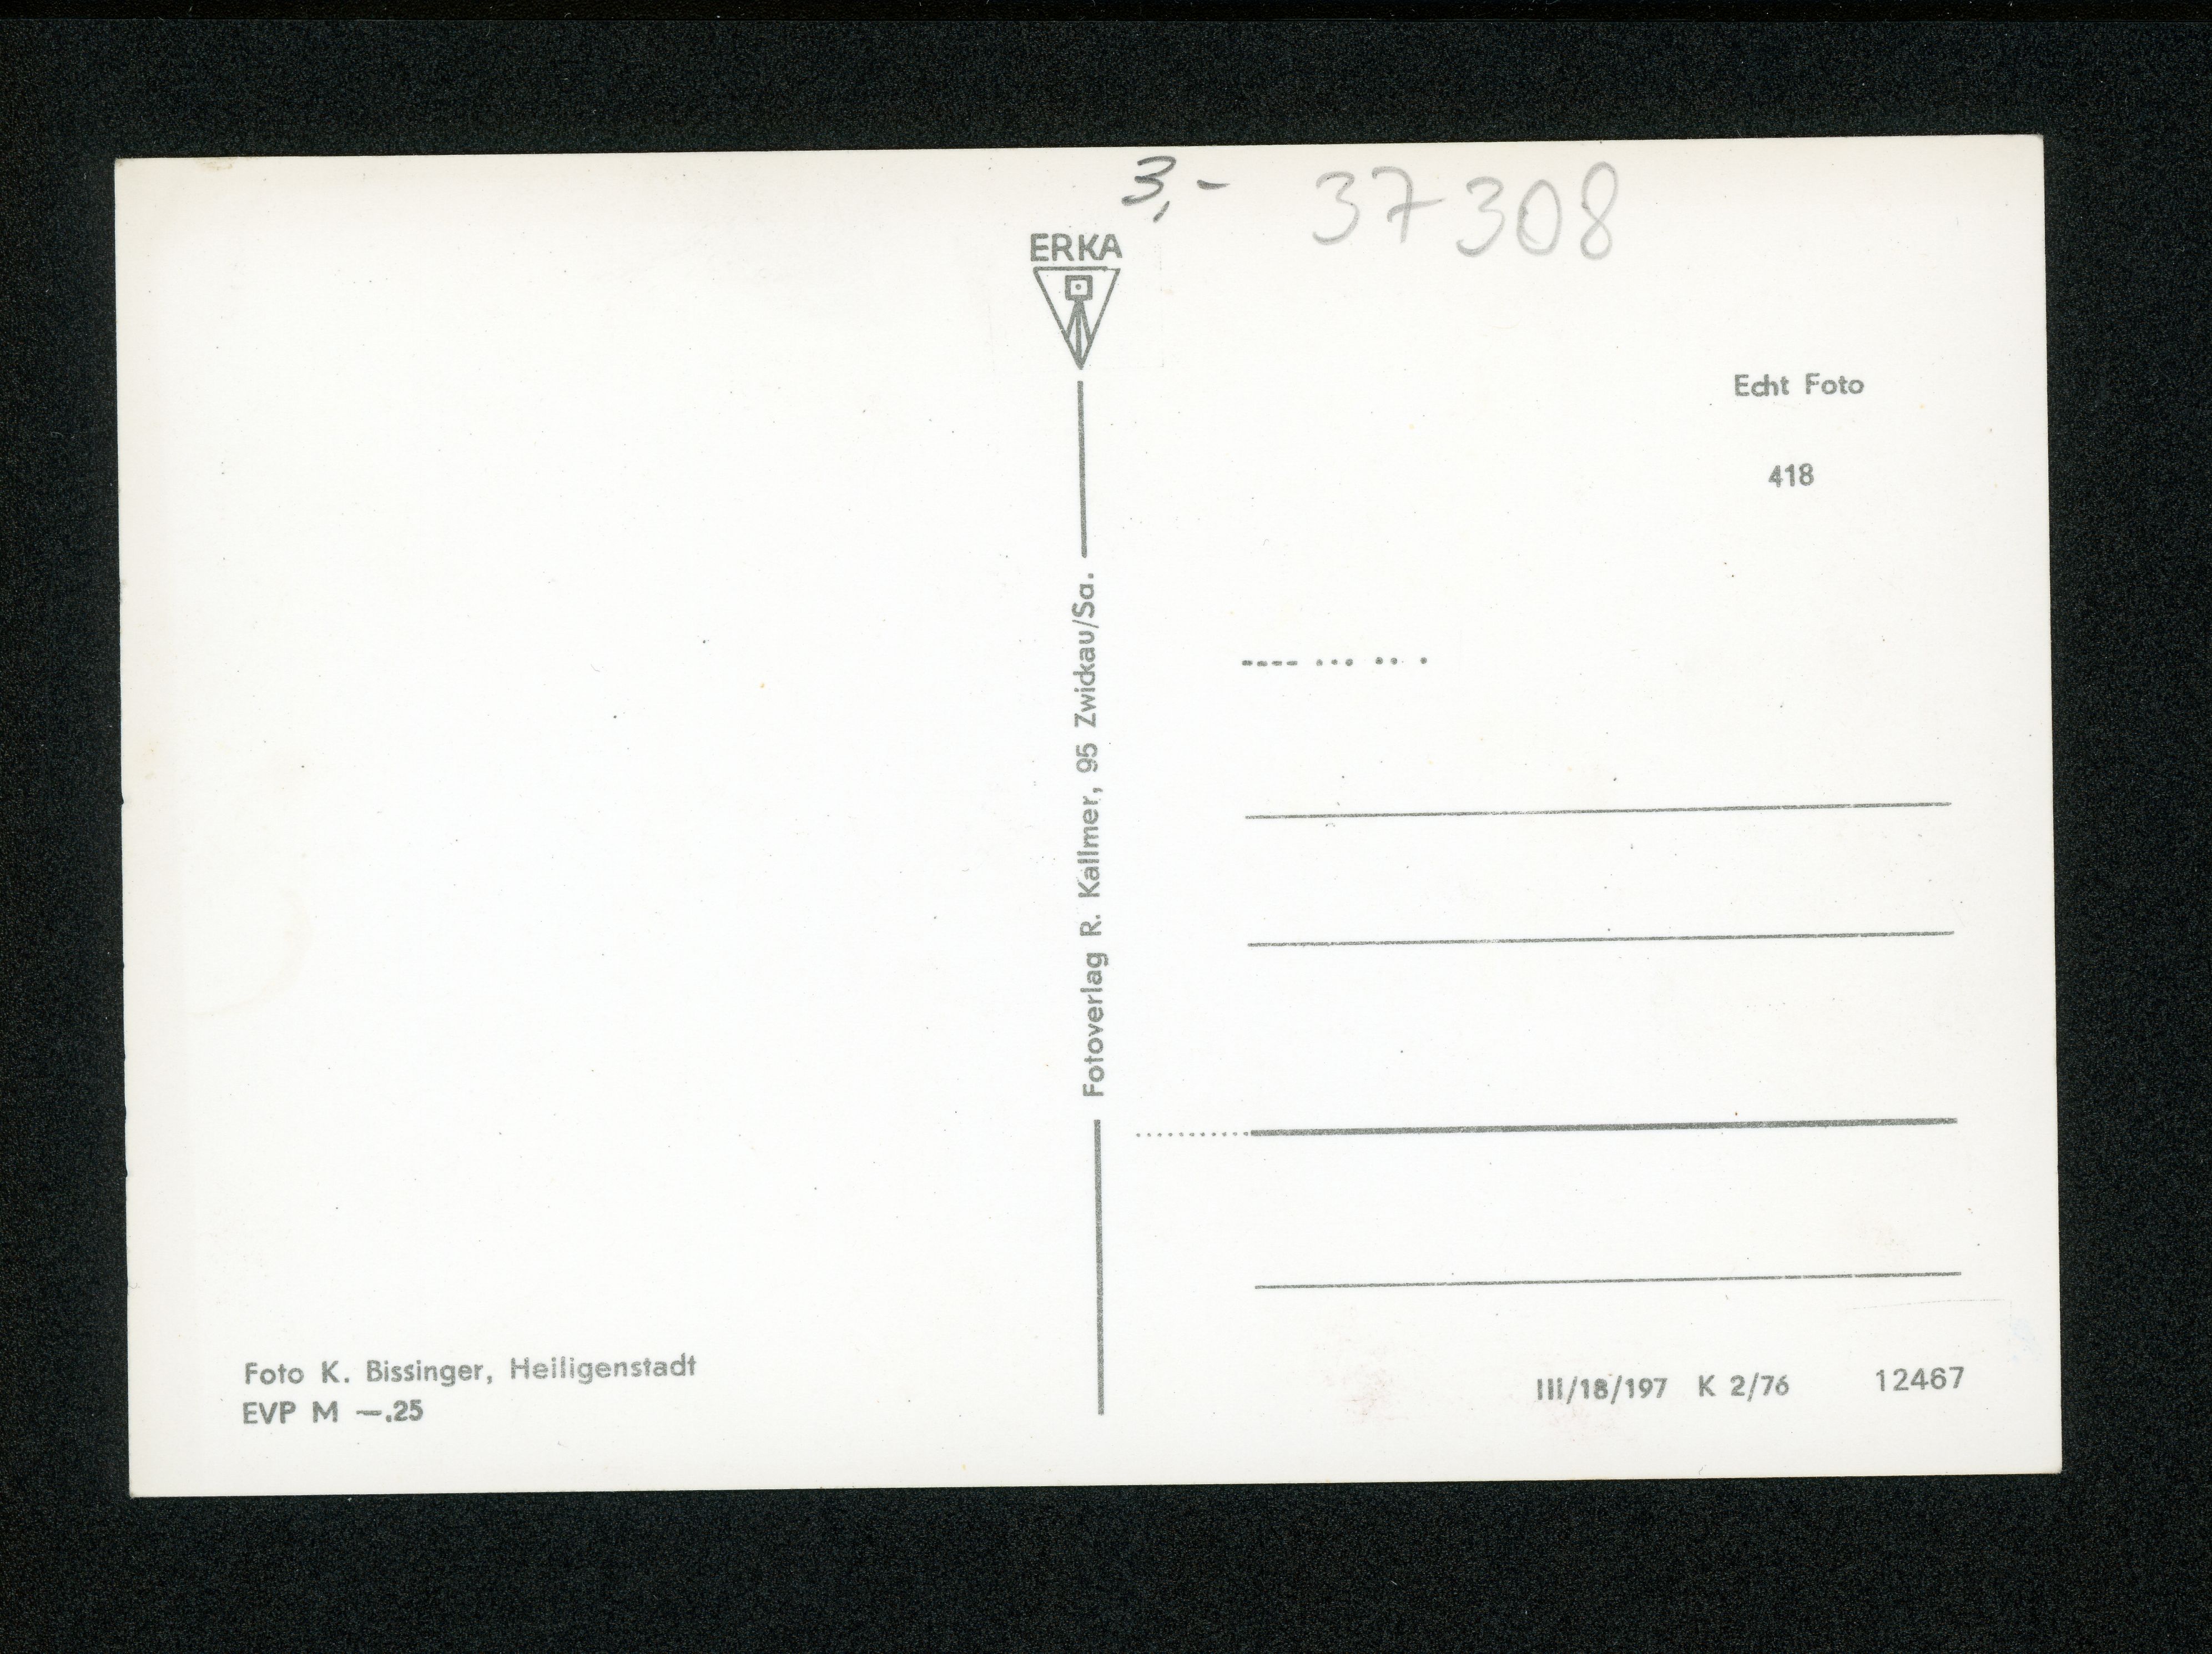 3,- 37308
ERKA
Echt Foto
418
Fotoverlag R. Kallmer, 95 Zwickau/Sa.
Foto K. Bissinger, Heiligenstadt
EVP M —.25
III/18/197 K 2/76 12467